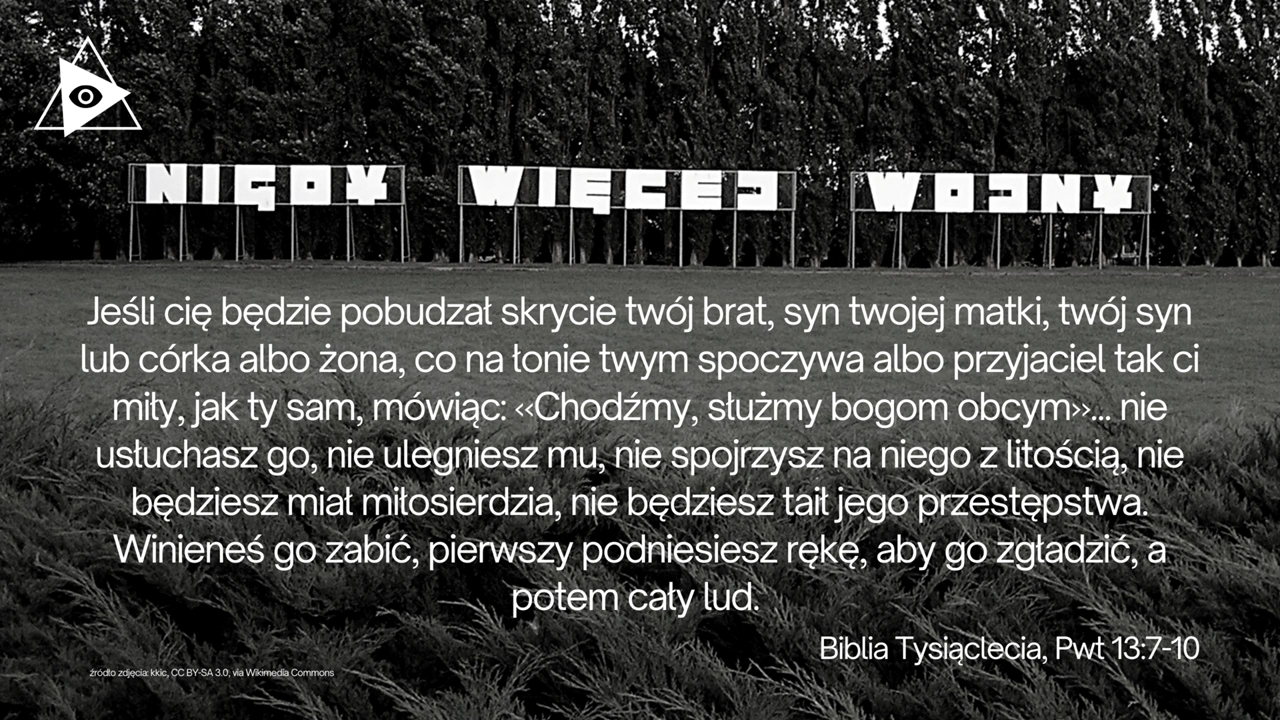 NIGDY WIĘCEJ WOJNY
Jeśli cię będzie pobudzał skrycie twój brat, syn twojej matki, twój syn
lub córka albo żona, co na łonie twym spoczywa albo przyjaciel tak ci
miły, jak ty sam, mówiąc: ‹‹Chodźmy, służmy bogom obcym››... nie
usłuchasz go, nie ulegniesz mu, nie spojrzysz na niego z litością, nie
będziesz miał miłosierdzia, nie będziesz taił jego przestępstwa.
Winieneś go zabić, pierwszy podniesiesz rękę, aby go zgładzić, a
potem cały lud.
Biblia Tysiąclecia, Pwt 13:7-10
źródło zdjęcia: kkic, CC BY-SA 3.0, via Wikimedia Commons